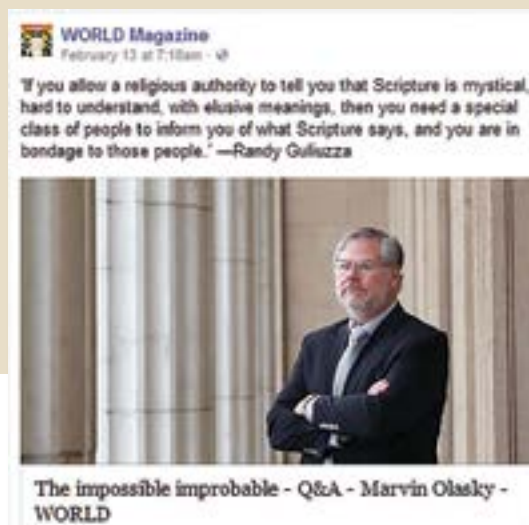 WORLD Magazine
February 13 at 7:18am ·
'If you allow a religious authority to tell you that Scripture is mystical,
hard to understand, with elusive meanings, then you need a special
class of people to inform you of what Scripture says, and you are in
bondage to those people.' —Randy Guliuzza
The impossible improbable - Q&A - Marvin Olasky -
WORLD